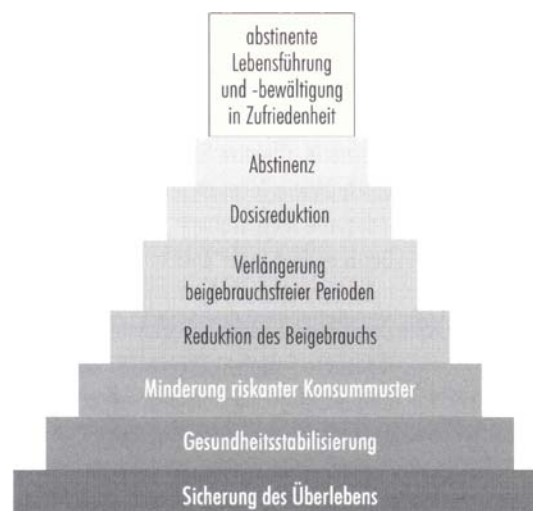 abstinente
Lebensführung
und -bewältigung
in Zufriedenheit
Abstinenz
Dosisreduktion
Verlängerung
beigebrauchsfreier Perioden
Reduktion des Beigebrauchs
Minderung riskanter Konsummuster
Gesundheitsstabilisierung
Sicherung des Überlebens